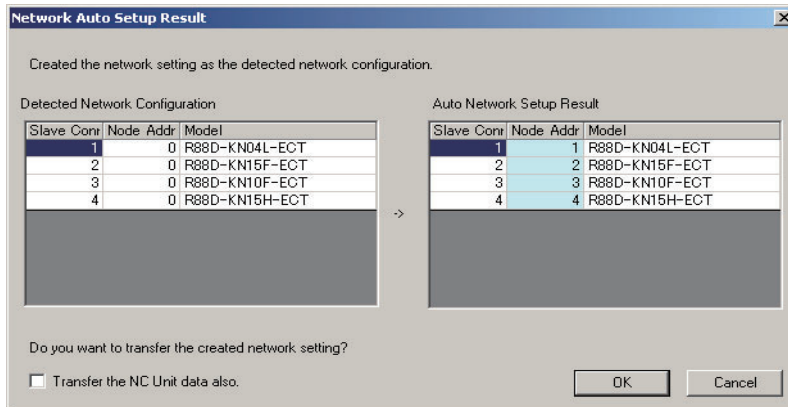 Network Auto Setup Result
Created the network setting as the detected network configuration.
Detected Network Configuration
Slave Conr Node Addr Model
1 0 R88D-KN04L-ECT
2 0 R88D-KN15F-ECT
3 0 R88D-KN10F-ECT
4 0 R88D-KN15H-ECT
->
Auto Network Setup Result
Slave Conr Node Addr Model
1 1 R88D-KN04L-ECT
2 2 R88D-KN15F-ECT
3 3 R88D-KN10F-ECT
4 4 R88D-KN15H-ECT
Do you want to transfer the created network setting?
Transfer the NC Unit data also.
OK
Cancel